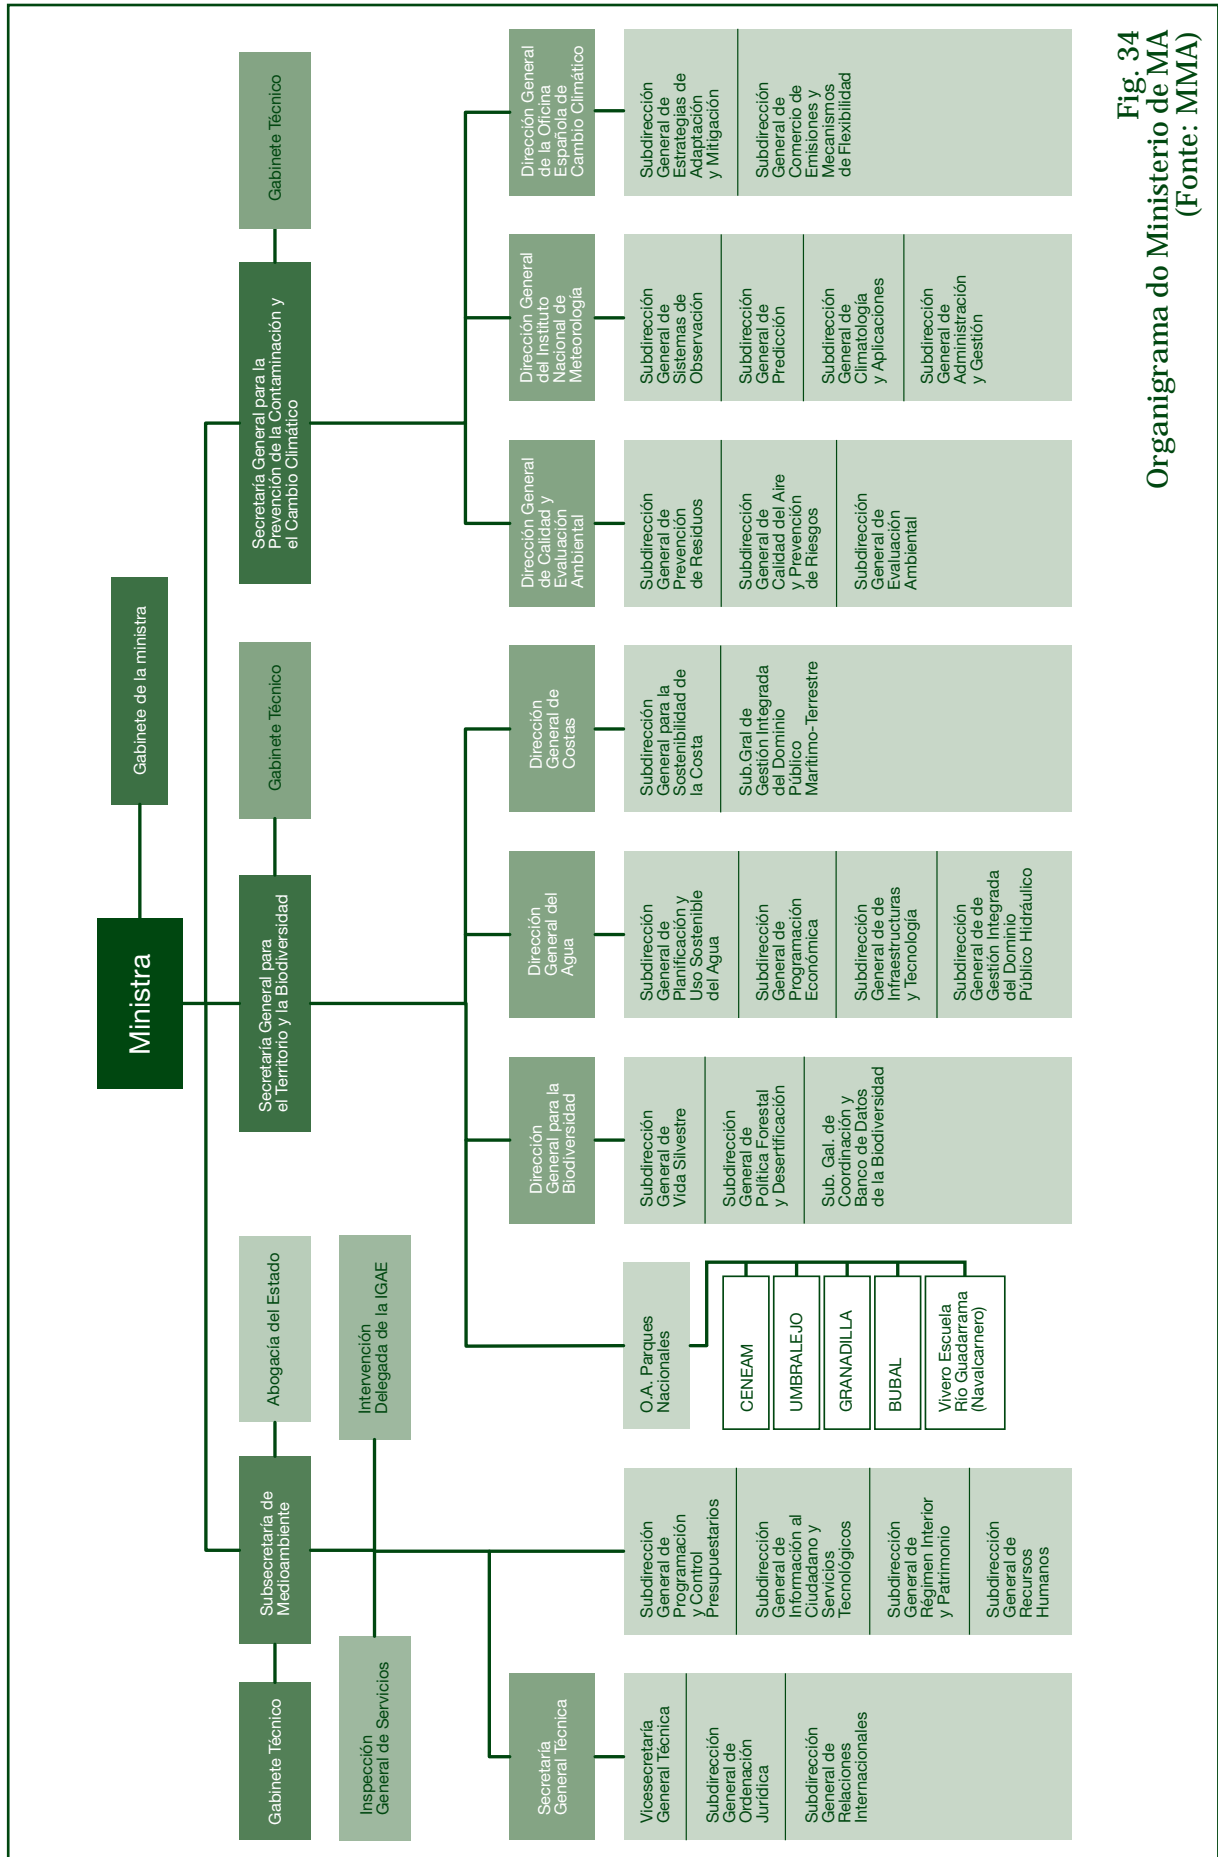 Ministra
Gabinete de la ministra
Gabinete Técnico
Subsecretaría de
Medioambiente
Abogacía del Estado
Secretaría General para
el Territorio y la Biodiversidad
Gabinete Técnico
Secretaría General para la
Prevención de la Contaminación y
el Cambio Climático
Gabinete Técnico
Inspección
General de Servicios
Intervención
Delegada de la IGAE
Secretaría
General Técnica
Vicesecretaría
General Técnica
Subdirección
General de
Ordenación
Jurídica
Subdirección
General de
Relaciones
Internacionales
Subdirección
General de
Programación
y Control
Presupuestarios
Subdirección
General de
Información al
Ciudadano y
Servicios
Tecnológicos
Subdirección
General de
Régimen Interior
y Patrimonio
Subdirección
General de
Recursos
Humanos
O.A. Parques
Nacionales
CENEAM
UMBRALEJO
GRANADILLA
BUBAL
Vivero Escuela
Río Guadarrama
(Navalcarnero)
Dirección
General para la
Biodiversidad
Subdirección
General de
Vida Silvestre
Subdirección
General de
Política Forestal
y Desertificación
Sub. Gal. de
Coordinación y
Banco de Datos
de la Biodiversidad
Dirección
General del
Agua
Subdirección
General de
Planificación y
Uso Sostenible
del Agua
Subdirección
General de
Programación
Económica
Subdirección
General de de
Infraestructuras
y Tecnología
Subdirección
General de de
Gestión Integrada
del Dominio
Público Hidráulico
Dirección
General de
Costas
Subdirección
General para la
Sostenibilidad de
la Costa
Sub.Gral de
Gestión Integrada
del Dominio
Público
Marítimo-Terrestre
Dirección General
de Calidad y
Evaluación
Ambiental
Subdirección
General de
Prevención
de Residuos
Subdirección
General de
Calidad del Aire
y Prevención
de Riesgos
Subdirección
General de
Evaluación
Ambiental
Dirección General
del Instituto
Nacional de
Meteorología
Subdirección
General de
Sistemas de
Observación
Subdirección
General de
Predicción
Subdirección
General de
Climatología
y Aplicaciones
Subdirección
General de
Administración
y Gestión
Dirección General
de la Oficina
Española de
Cambio Climático
Subdirección
General de
Estrategias de
Adaptación
y Mitigación
Subdirección
General de
Comercio de
Emisiones y
Mecanismos
de Flexibilidad
Fig. 34
Organigrama do Ministerio de MA
(Fonte: MMA)